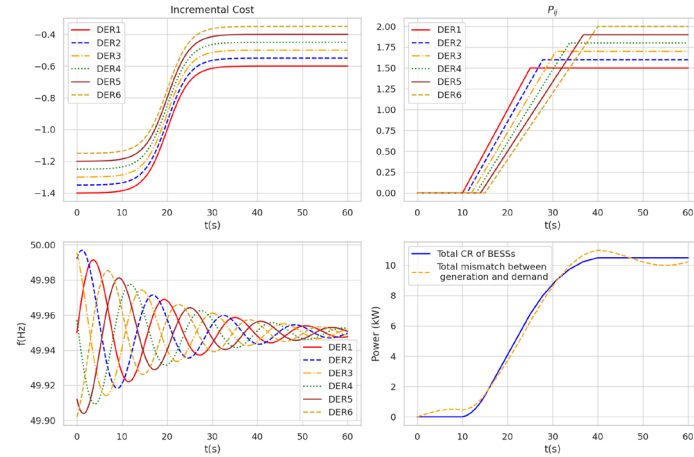 Incremental Cost
DER1
DER2
DER3
DER4
DER5
DER6
−0.4
−0.6
−0.8
−1.0
−1.2
−1.4
0 10 20 30 40 50 60
t(s)
P_ij
DER1
DER2
DER3
DER4
DER5
DER6
2.00
1.75
1.50
1.25
1.00
0.75
0.50
0.25
0.00
0 10 20 30 40 50 60
t(s)
50.00
49.98
49.96
49.94
49.92
49.90
f(Hz)
DER1
DER2
DER3
DER4
DER5
DER6
0 10 20 30 40 50 60
t(s)
Total CR of BESSs
Total mismatch between
generation and demand
10
8
6
4
2
0
Power (kW)
0 10 20 30 40 50 60
t(s)